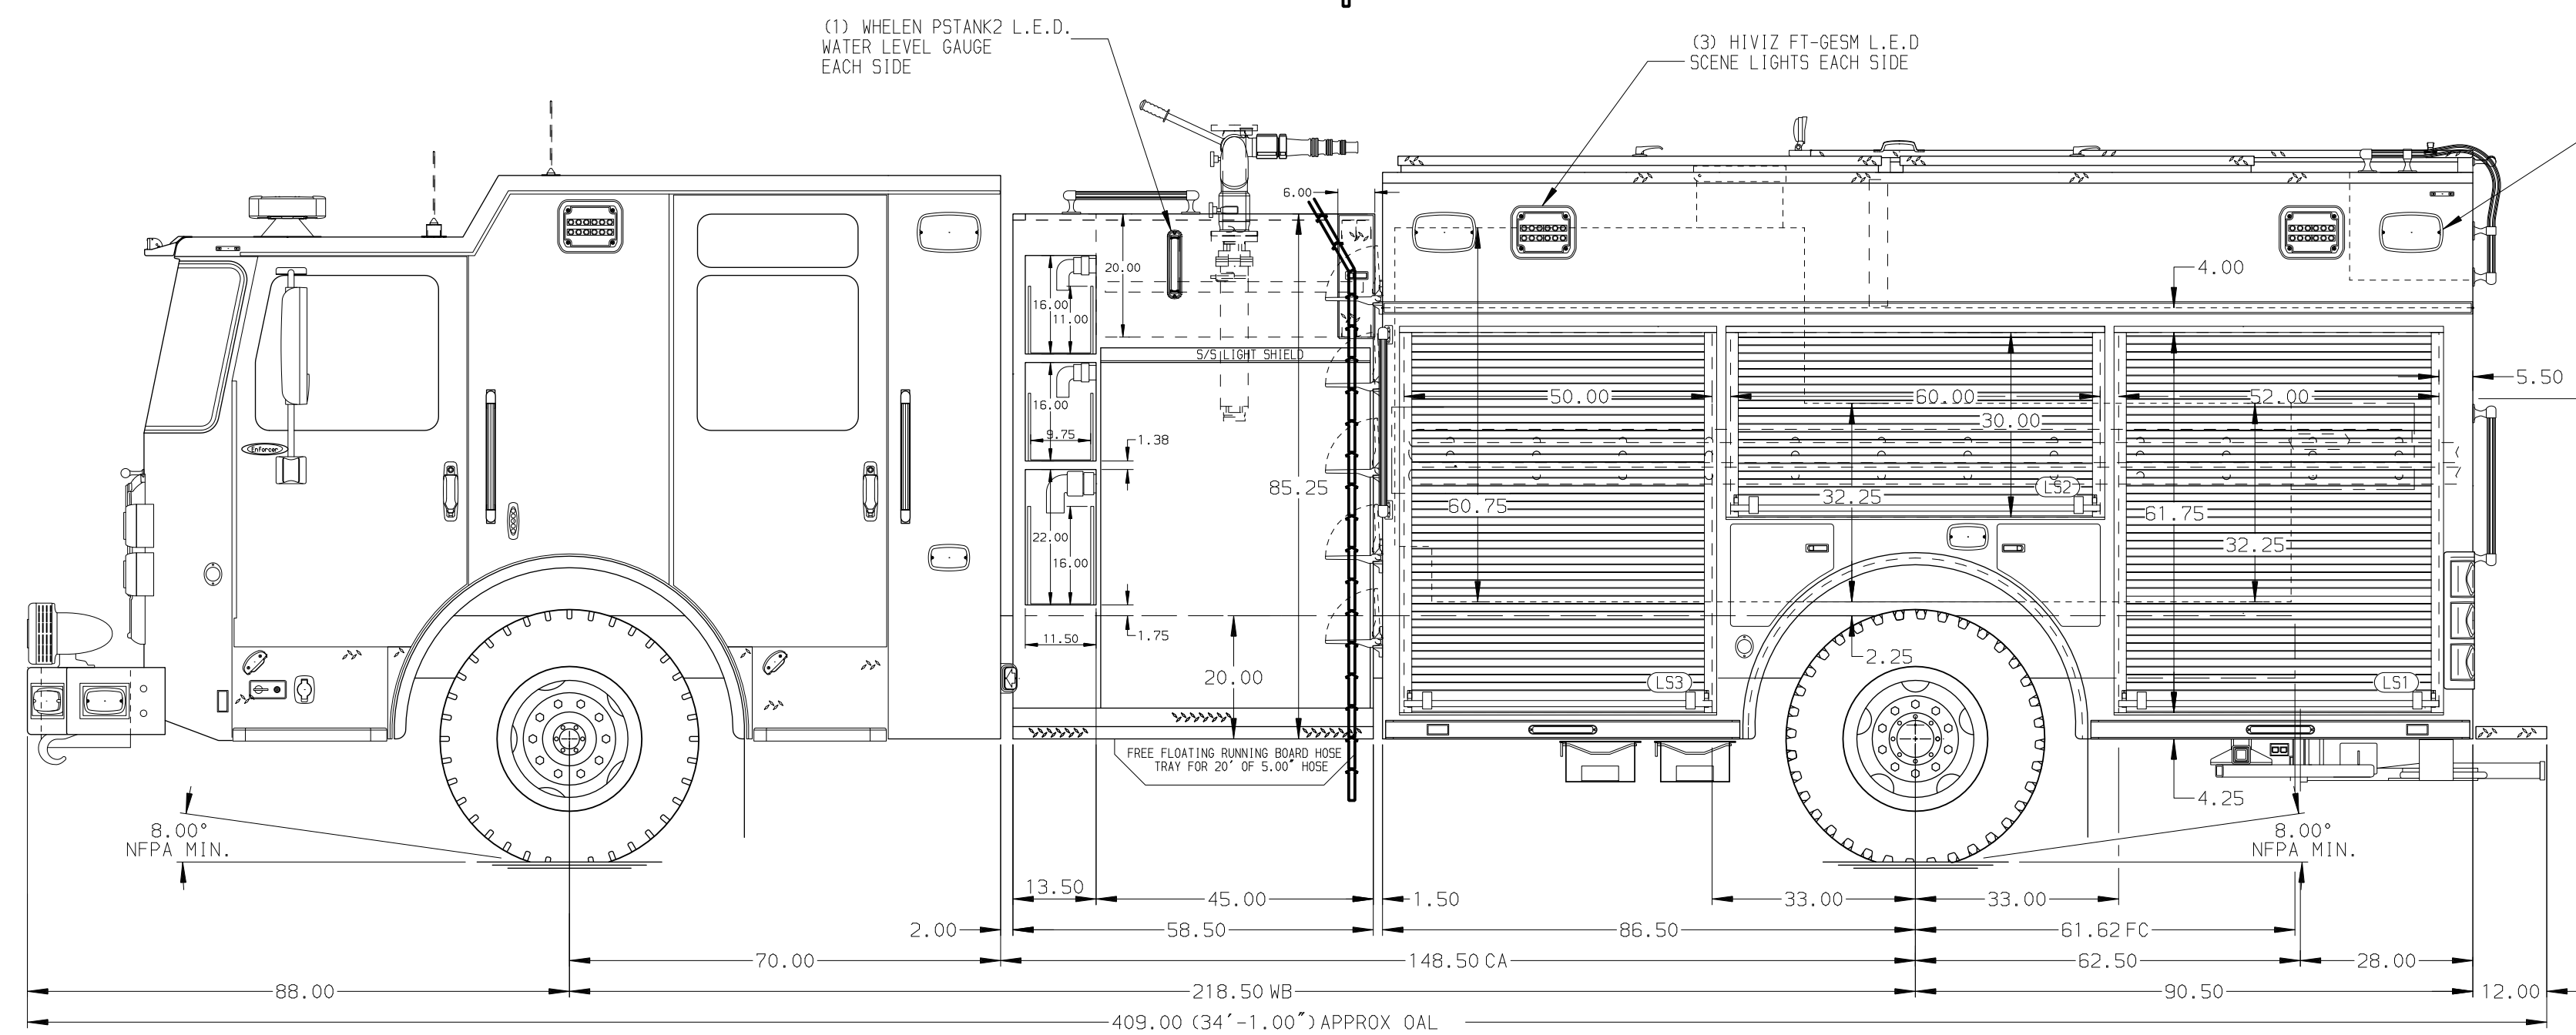 (1) WHELEN PSTANK2 L.E.D.
WATER LEVEL GAUGE
EACH SIDE
(3) HIVIZ FT-GESM L.E.D
SCENE LIGHTS EACH SIDE
6.00
20.00
16.00
11.00
4.00
S/S LIGHT SHIELD
5.50
50.00
60.00
52.00
30.00
16.00
9.75
1.38
Enforcer
85.25
60.75
32.25
LS2
61.75
22.00
16.00
32.25
11.50
1.75
20.00
2.25
LS3
LS1
FREE FLOATING RUNNING BOARD HOSE
TRAY FOR 20' OF 5.00" HOSE
4.25
8.00°
NFPA MIN.
8.00°
NFPA MIN.
13.50
45.00
1.50
33.00
33.00
2.00
58.50
86.50
61.62 FC
70.00
148.50 CA
62.50
28.00
88.00
218.50 WB
90.50
12.00
409.00 (34'-1.00") APPROX OAL